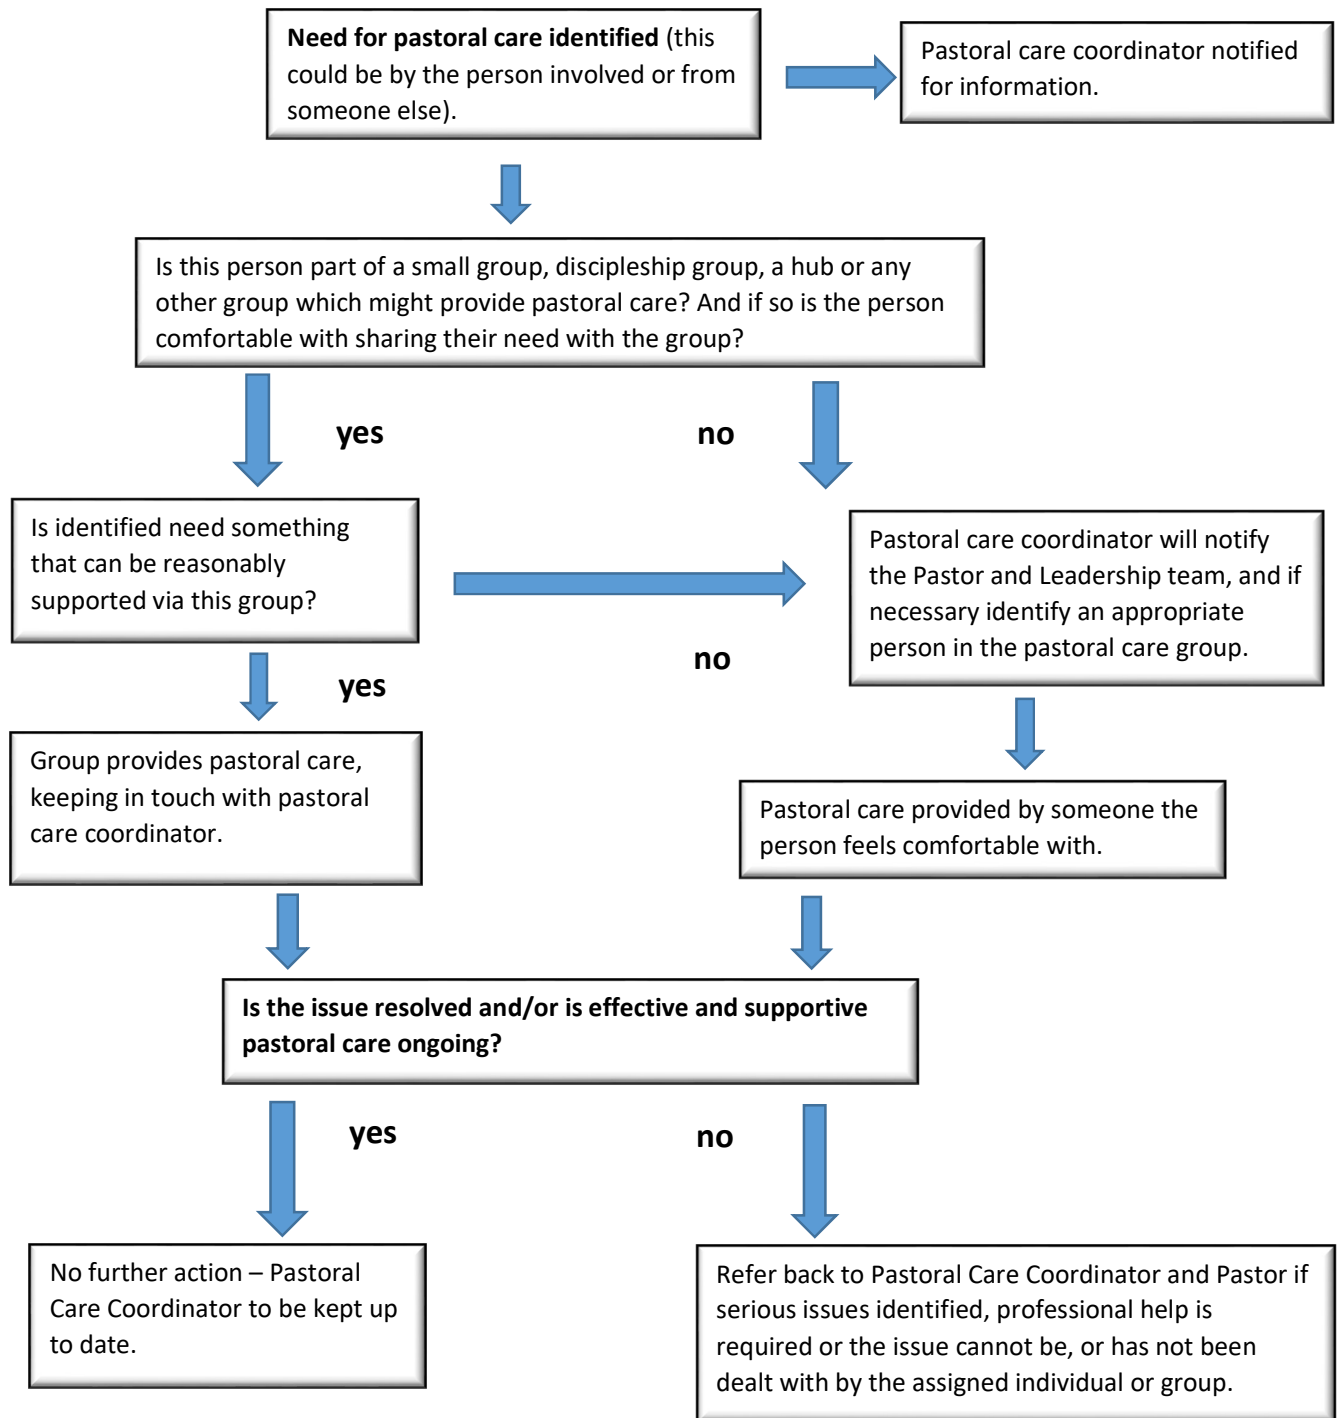 Need for pastoral care identified (this
could be by the person involved or from
someone else).
Pastoral care coordinator notified
for information.
Is this person part of a small group, discipleship group, a hub or any
other group which might provide pastoral care? And if so is the person
comfortable with sharing their need with the group?
yes
no
Is identified need something
that can be reasonably
supported via this group?
Pastoral care coordinator will notify
the Pastor and Leadership team, and if
necessary identify an appropriate
person in the pastoral care group.
no
yes
Group provides pastoral care,
keeping in touch with pastoral
care coordinator.
Pastoral care provided by someone the
person feels comfortable with.
Is the issue resolved and/or is effective and supportive
pastoral care ongoing?
yes
no
No further action – Pastoral
Care Coordinator to be kept up
to date.
Refer back to Pastoral Care Coordinator and Pastor if
serious issues identified, professional help is
required or the issue cannot be, or has not been
dealt with by the assigned individual or group.